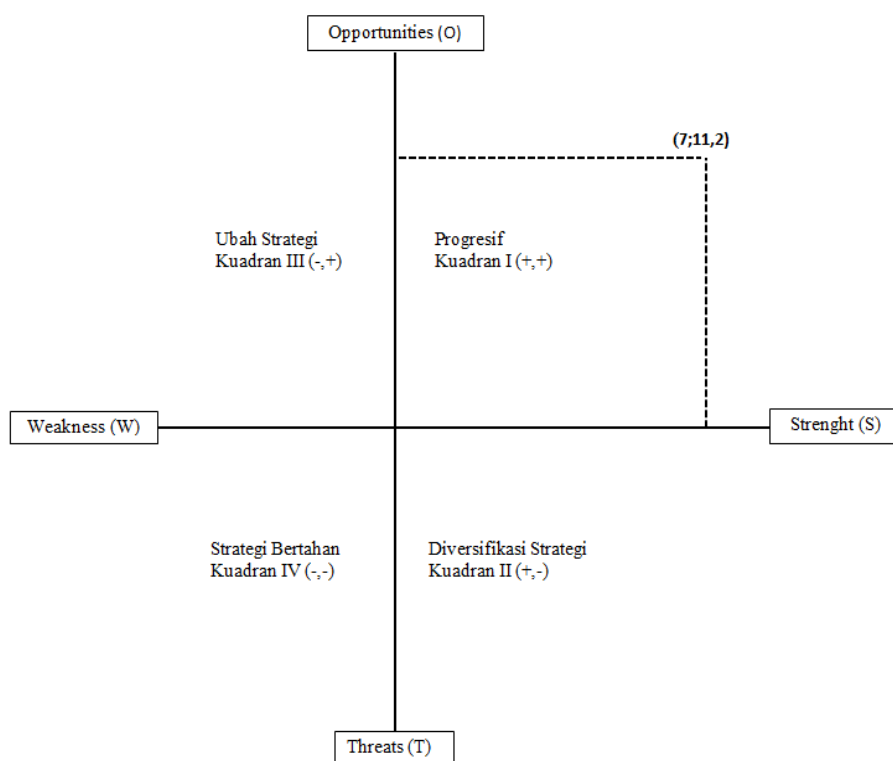 Opportunities (O)
(7;11,2)
Ubah Strategi
Kuadran III (-,+)
Progresif
Kuadran I (+,+)
Weakness (W)
Strenght (S)
Strategi Bertahan
Kuadran IV (-,-)
Diversifikasi Strategi
Kuadran II (+,-)
Threats (T)